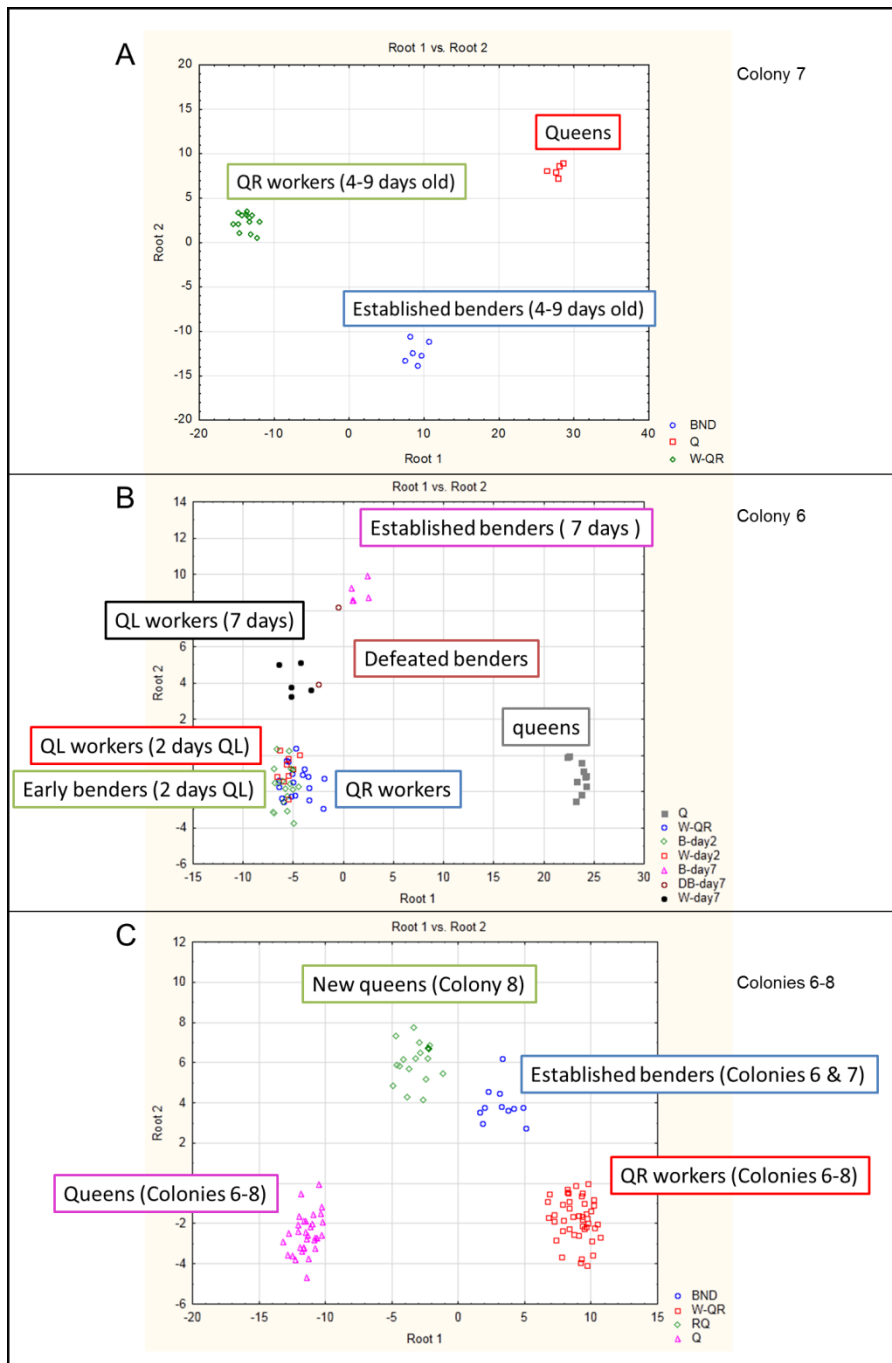 A
Root 1 vs. Root 2
Colony 7
20
15
10
5
0
-5
-10
-15
-20
Root 2
Queens
QR workers (4-9 days old)
Established benders (4-9 days old)
-20
-10
0
10
20
30
40
Root 1
BND
Q
W-QR
B
Root 1 vs. Root 2
Colony 6
14
12
10
6
4
2
-2
-4
-6
Root 2
Established benders ( 7 days )
QL workers (7 days)
Defeated benders
queens
QL workers (2 days QL)
Early benders (2 days QL)
QR workers
-15
-10
-5
0
5
10
15
20
25
30
Root 1
Q
W-QR
B-day2
W-day2
B-day7
DB-day7
W-day7
C
Root 1 vs. Root 2
Colonies 6-8
12
10
8
6
4
2
-2
-4
-6
Root 2
New queens (Colony 8)
Established benders (Colonies 6 & 7)
Queens (Colonies 6-8)
QR workers (Colonies 6-8)
-15
-10
-5
0
5
10
15
Root 1
BND
W-QR
RQ
Q